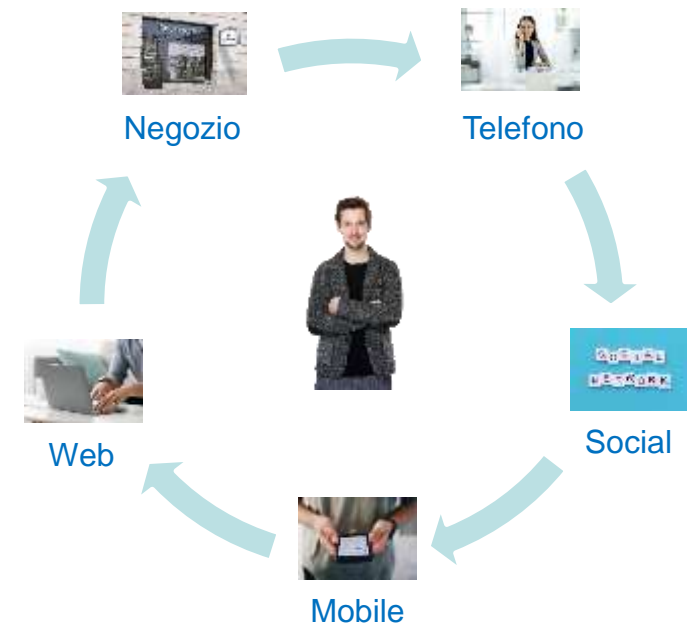 Negozio
Telefono
SOCIAL
NETWORK
Social
Web
Mobile